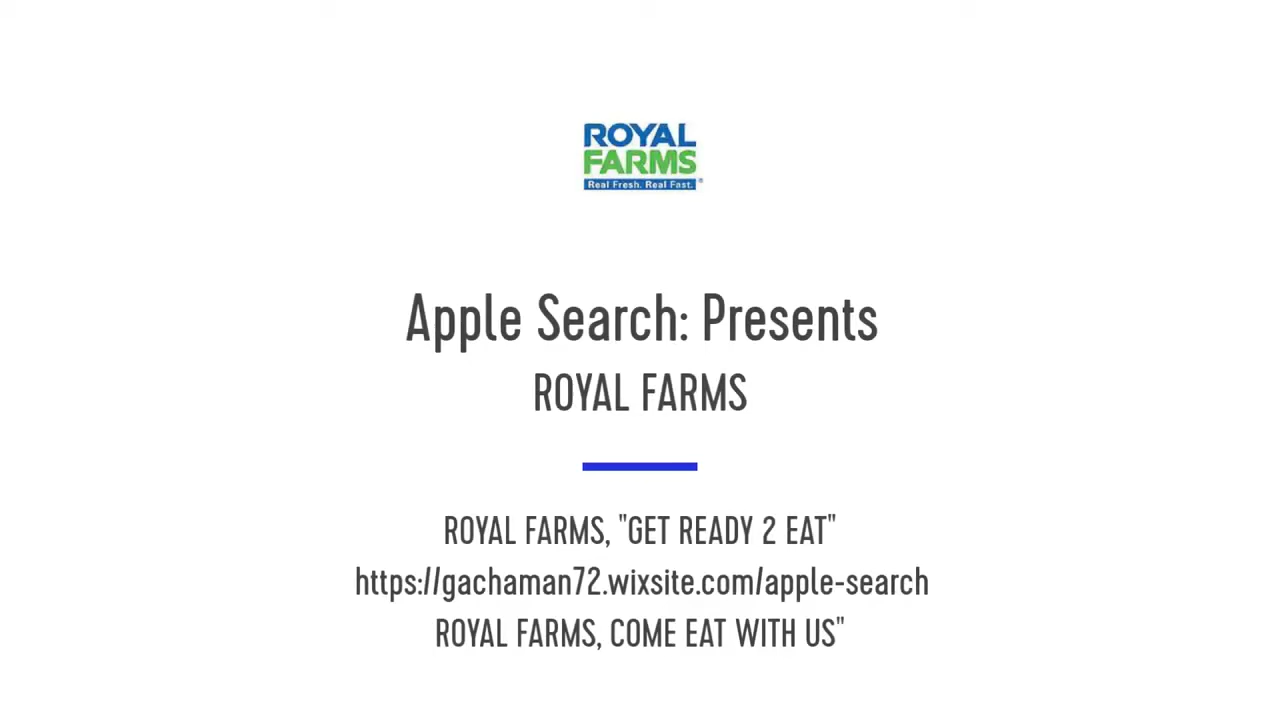 ROYAL
FARMS
Real Fresh. Real Fast.®
Apple Search: Presents
ROYAL FARMS
ROYAL FARMS, "GET READY 2 EAT"
https://gachaman72.wixsite.com/apple-search
ROYAL FARMS, COME EAT WITH US"